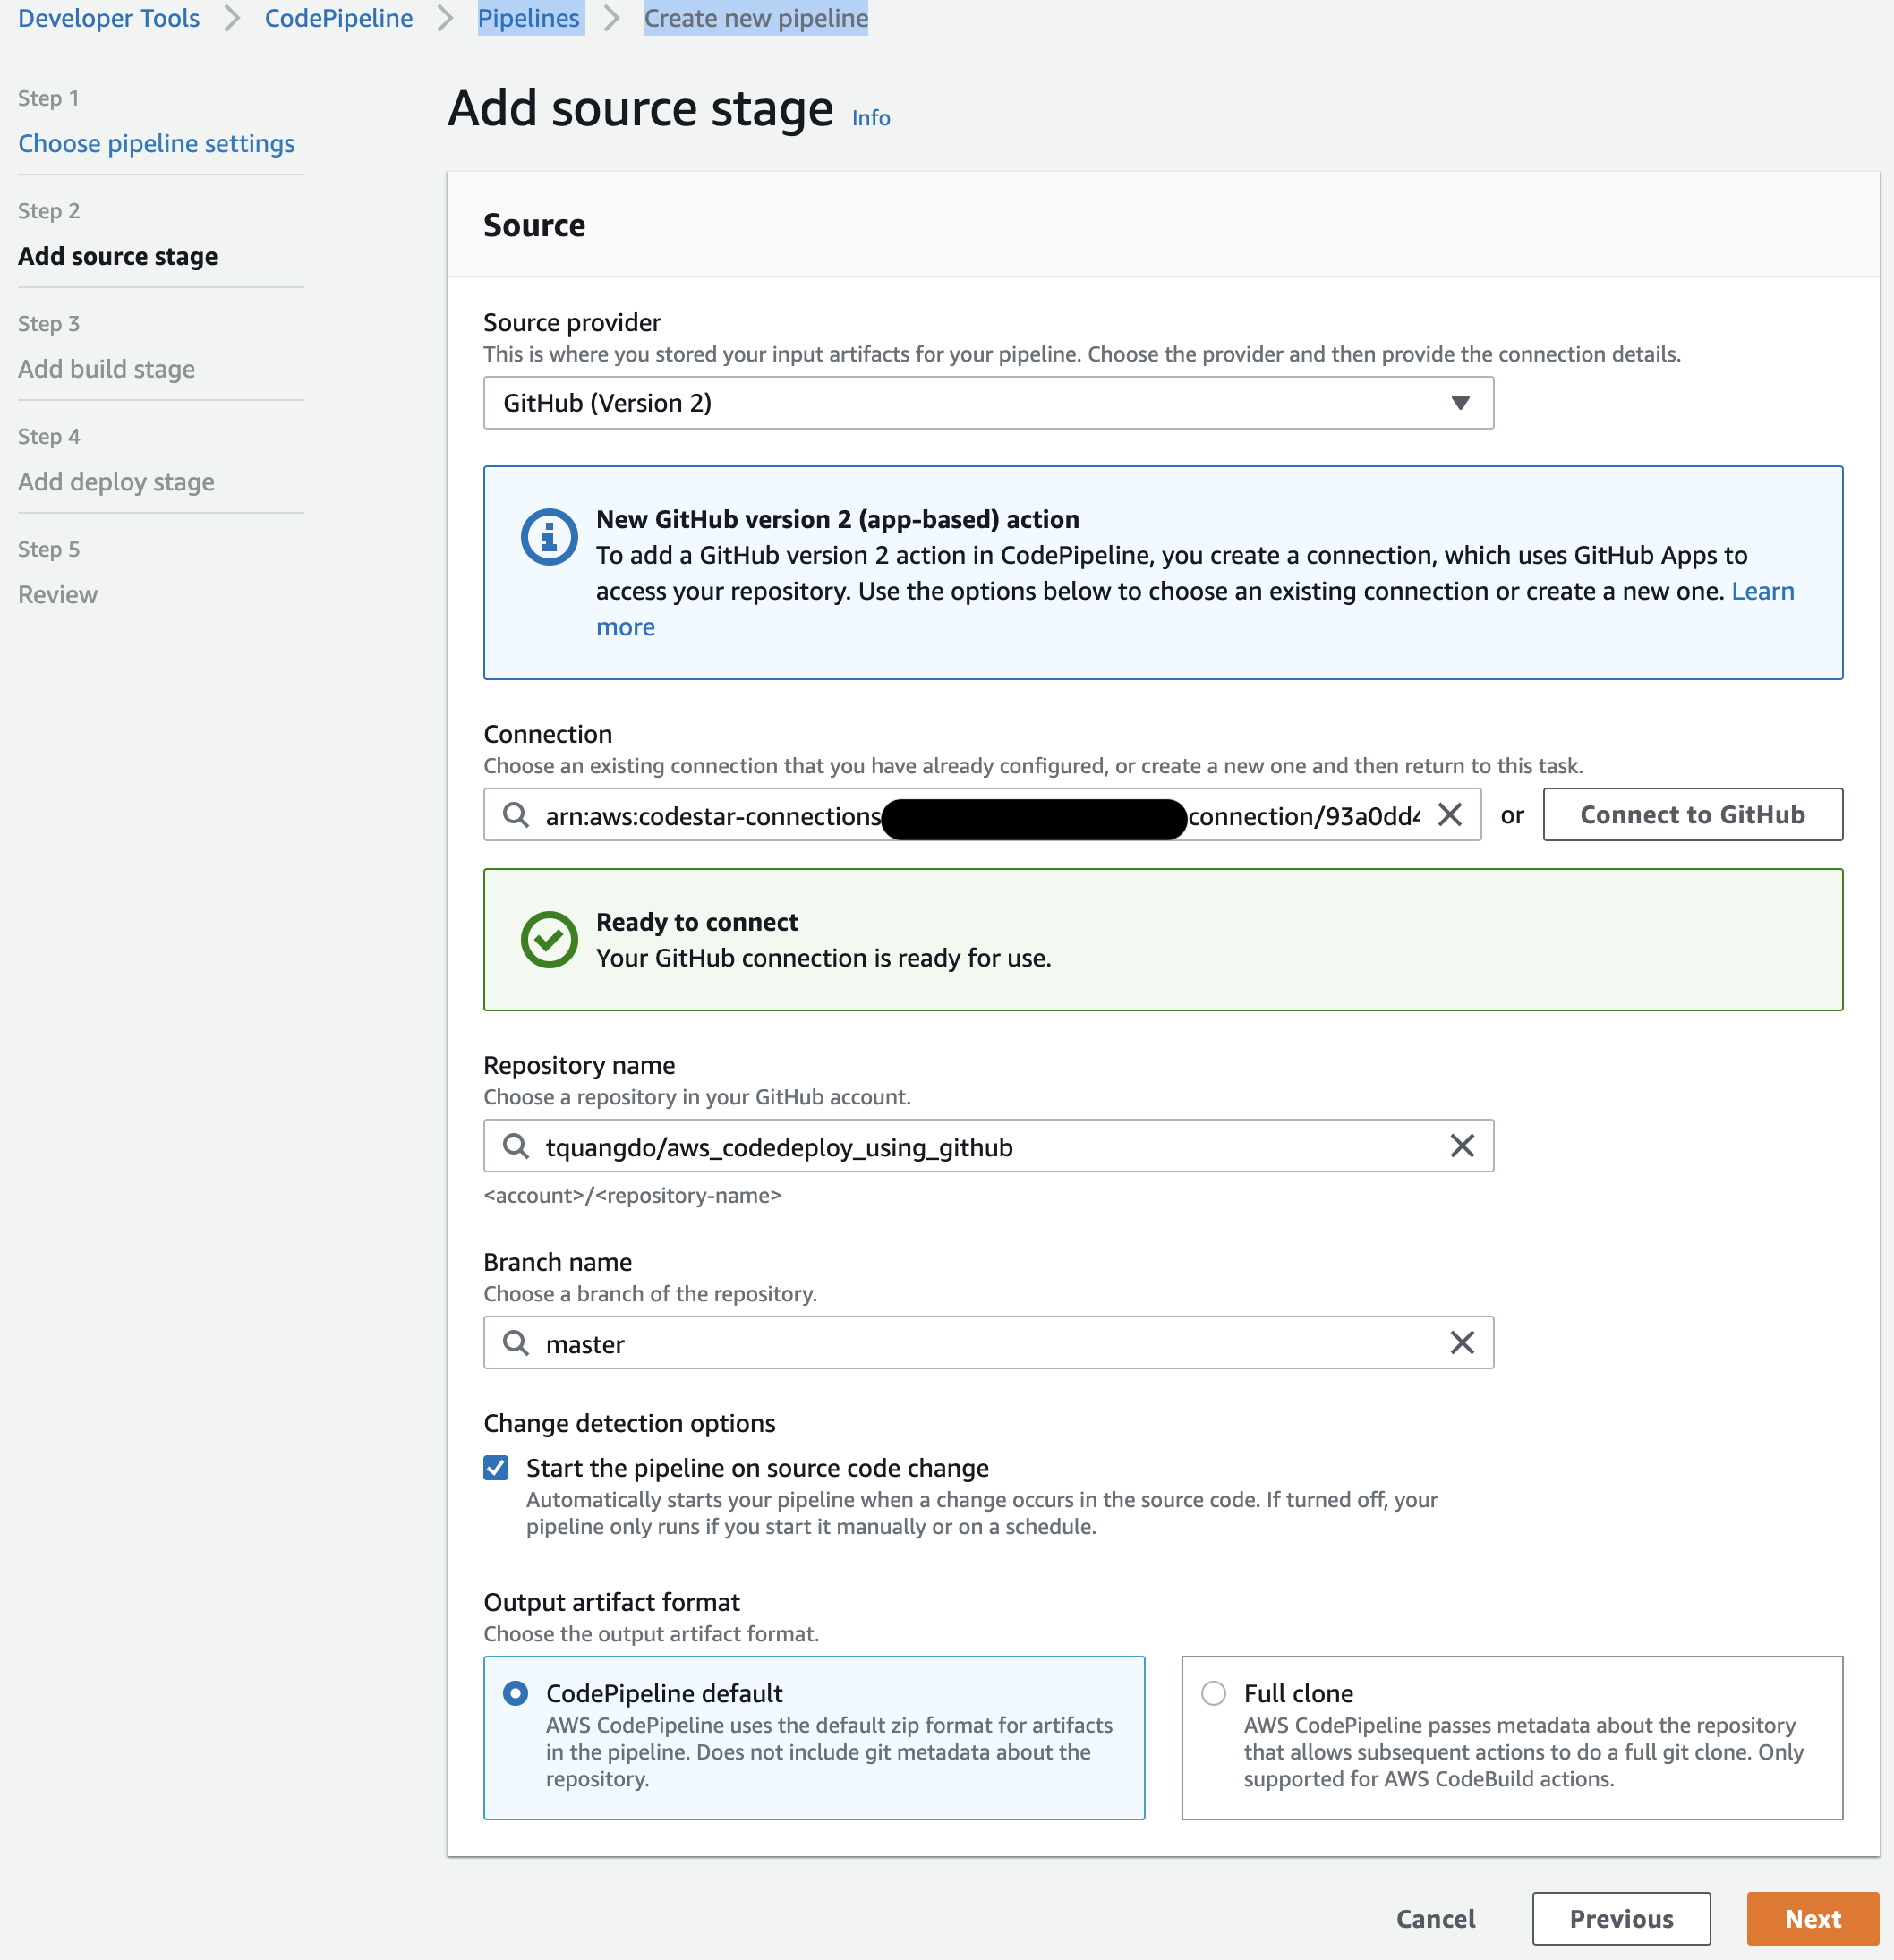 Developer Tools > CodePipeline > Pipelines > Create new pipeline
Step 1
Choose pipeline settings
Step 2
Add source stage
Step 3
Add build stage
Step 4
Add deploy stage
Step 5
Review
Add source stage Info
Source
Source provider
This is where you stored your input artifacts for your pipeline. Choose the provider and then provide the connection details.
GitHub (Version 2)
New GitHub version 2 (app-based) action
To add a GitHub version 2 action in CodePipeline, you create a connection, which uses GitHub Apps to
access your repository. Use the options below to choose an existing connection or create a new one. Learn
more
Connection
Choose an existing connection that you have already configured, or create a new one and then return to this task.
arn:aws:codestar-connections connection/93a0dd4 or Connect to GitHub
Ready to connect
Your GitHub connection is ready for use.
Repository name
Choose a repository in your GitHub account.
tquangdo/aws_codedeploy_using_github
<account>/<repository-name>
Branch name
Choose a branch of the repository.
master
Change detection options
Start the pipeline on source code change
Automatically starts your pipeline when a change occurs in the source code. If turned off, your
pipeline only runs if you start it manually or on a schedule.
Output artifact format
Choose the output artifact format.
CodePipeline default
AWS CodePipeline uses the default zip format for artifacts
in the pipeline. Does not include git metadata about the
repository.
Full clone
AWS CodePipeline passes metadata about the repository
that allows subsequent actions to do a full git clone. Only
supported for AWS CodeBuild actions.
Cancel Previous Next